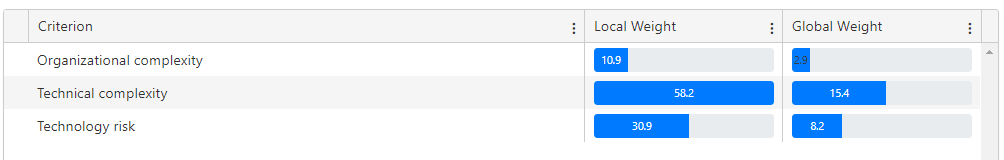 Criterion Local Weight Global Weight
Organizational complexity 10.9 2.9
Technical complexity 58.2 15.4
Technology risk 30.9 8.2